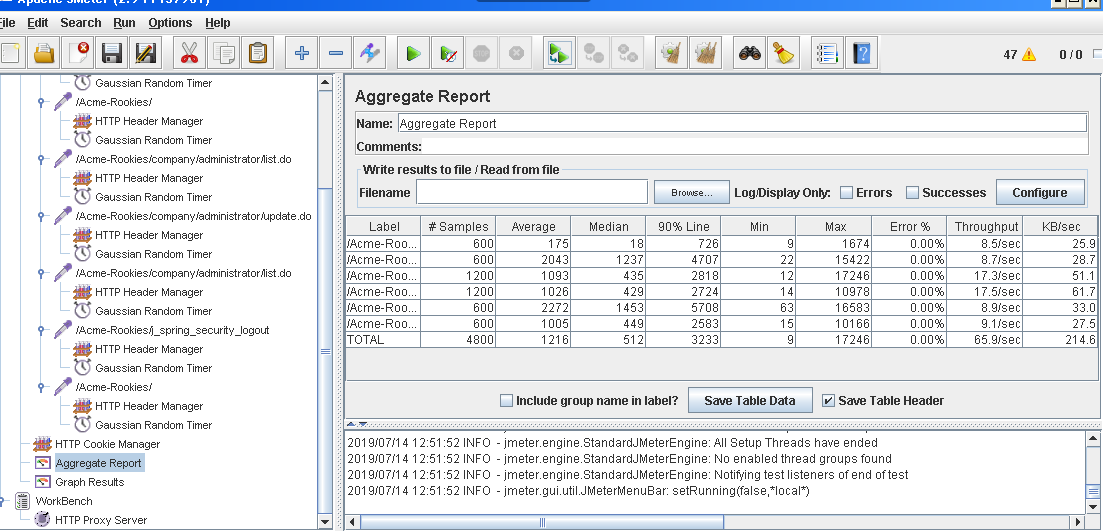 File Edit Search Run Options Help
47 0 / 0
Gaussian Random Timer
/Acme-Rookies/
HTTP Header Manager
Gaussian Random Timer
/Acme-Rookies/company/administrator/list.do
HTTP Header Manager
Gaussian Random Timer
/Acme-Rookies/company/administrator/update.do
HTTP Header Manager
Gaussian Random Timer
/Acme-Rookies/company/administrator/list.do
HTTP Header Manager
Gaussian Random Timer
/Acme-Rookies/j_spring_security_logout
HTTP Header Manager
Gaussian Random Timer
/Acme-Rookies/
HTTP Header Manager
Gaussian Random Timer
HTTP Cookie Manager
Aggregate Report
Graph Results
WorkBench
HTTP Proxy Server
Aggregate Report
Name: Aggregate Report
Comments:
Write results to file / Read from file
Filename Browse... Log/Display Only: Errors Successes Configure
Label # Samples Average Median 90% Line Min Max Error % Throughput KB/sec
/Acme-Roo... 600 175 18 726 9 1674 0.00% 8.5/sec 25.9
/Acme-Roo... 600 2043 1237 4707 22 15422 0.00% 8.7/sec 28.7
/Acme-Roo... 1200 1093 435 2818 12 17246 0.00% 17.3/sec 51.1
/Acme-Roo... 1200 1026 429 2724 14 10978 0.00% 17.5/sec 61.7
/Acme-Roo... 600 2272 1453 5708 63 16583 0.00% 8.9/sec 33.0
/Acme-Roo... 600 1005 449 2583 15 10166 0.00% 9.1/sec 27.5
TOTAL 4800 1216 512 3233 9 17246 0.00% 65.9/sec 214.6
Include group name in label? Save Table Data Save Table Header
2019/07/14 12:51:52 INFO - jmeter.engine.StandardJMeterEngine: All Setup Threads have ended
2019/07/14 12:51:52 INFO - jmeter.engine.StandardJMeterEngine: No enabled thread groups found
2019/07/14 12:51:52 INFO - jmeter.engine.StandardJMeterEngine: Notifying test listeners of end of test
2019/07/14 12:51:52 INFO - jmeter.gui.util.JMeterMenuBar: setRunning(false,*local*)